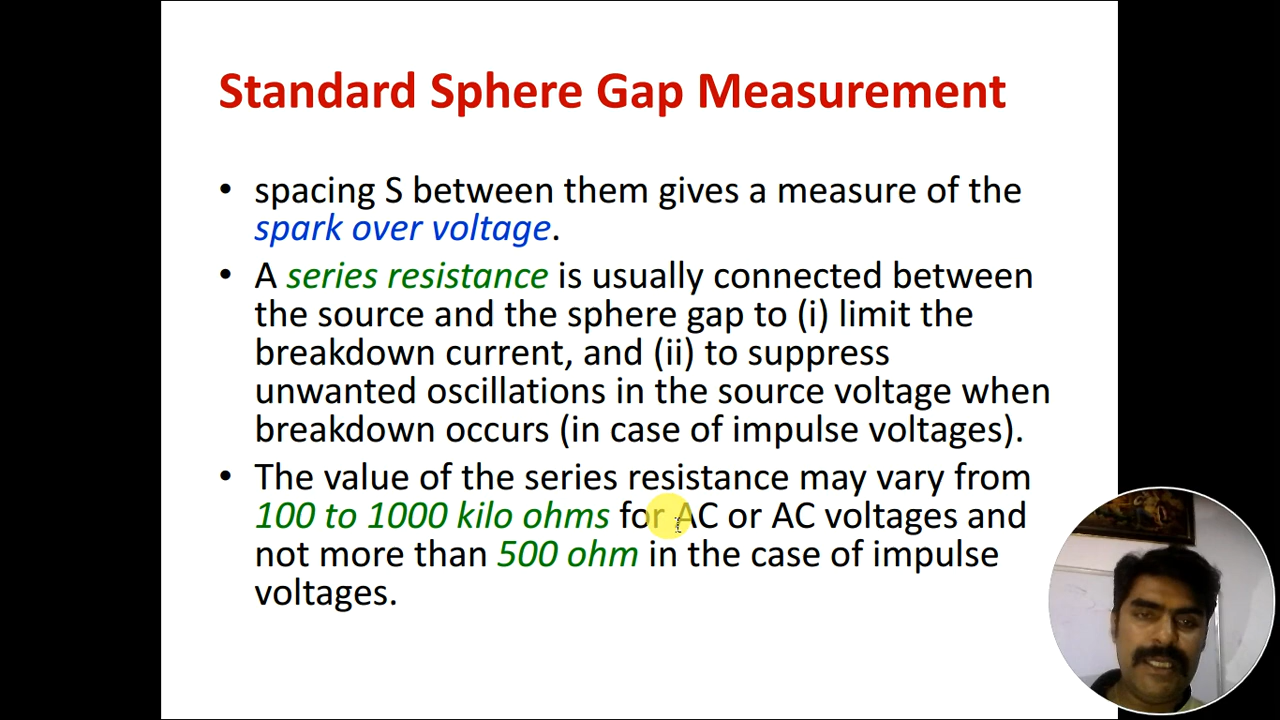 Standard Sphere Gap Measurement
• spacing S between them gives a measure of the
spark over voltage.
• A series resistance is usually connected between
the source and the sphere gap to (i) limit the
breakdown current, and (ii) to suppress
unwanted oscillations in the source voltage when
breakdown occurs (in case of impulse voltages).
• The value of the series resistance may vary from
100 to 1000 kilo ohms for AC or AC voltages and
not more than 500 ohm in the case of impulse
voltages.